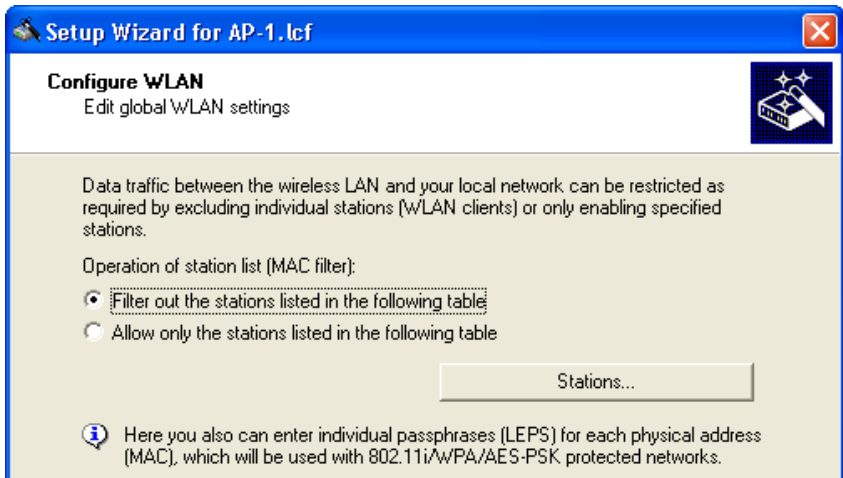 Setup Wizard for AP-1.lcf
Configure WLAN
Edit global WLAN settings
Data traffic between the wireless LAN and your local network can be restricted as
required by excluding individual stations (WLAN clients) or only enabling specified
stations.
Operation of station list (MAC filter):
Filter out the stations listed in the following table
Allow only the stations listed in the following table
Stations...
Here you also can enter individual passphrases (LEPS) for each physical address
(MAC), which will be used with 802.11i/WPA/AES-PSK protected networks.